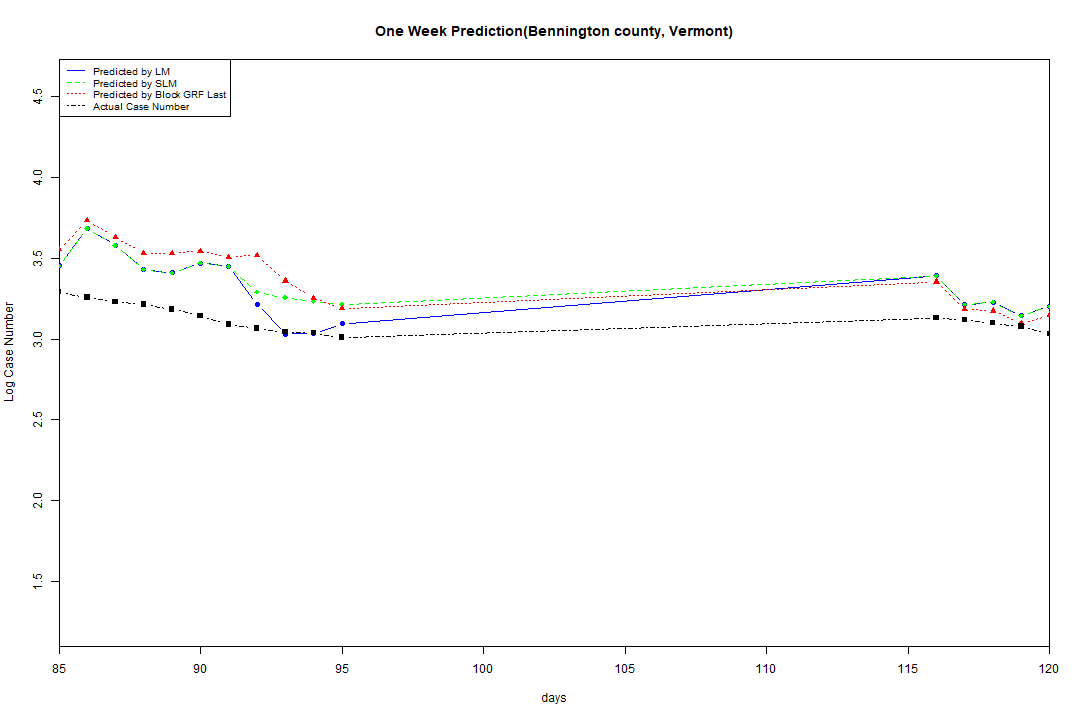 One Week Prediction(Bennington county, Vermont)
Predicted by LM
Predicted by SLM
Predicted by Block GRF Last
Actual Case Number
4.5
4.0
3.5
3.0
2.5
2.0
1.5
Log Case Number
85 90 95 100 105 110 115 120
days